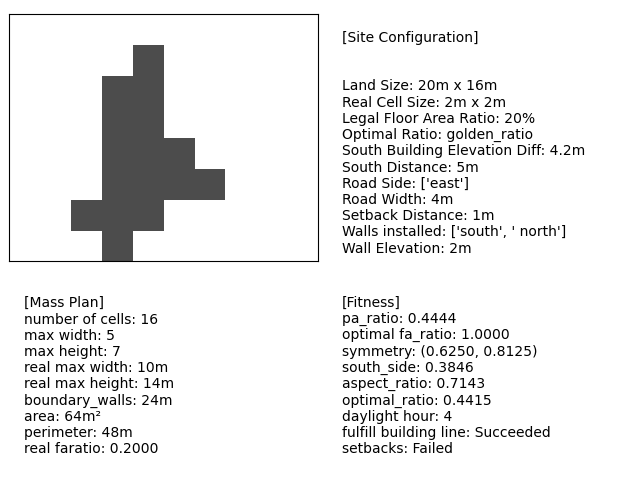 [Site Configuration]
Land Size: 20m x 16m
Real Cell Size: 2m x 2m
Legal Floor Area Ratio: 20%
Optimal Ratio: golden_ratio
South Building Elevation Diff: 4.2m
South Distance: 5m
Road Side: ['east']
Road Width: 4m
Setback Distance: 1m
Walls installed: ['south', ' north']
Wall Elevation: 2m
[Mass Plan]
number of cells: 16
max width: 5
max height: 7
real max width: 10m
real max height: 14m
boundary_walls: 24m
area: 64m²
perimeter: 48m
real faratio: 0.2000
[Fitness]
pa_ratio: 0.4444
optimal fa_ratio: 1.0000
symmetry: (0.6250, 0.8125)
south_side: 0.3846
aspect_ratio: 0.7143
optimal_ratio: 0.4415
daylight hour: 4
fulfill building line: Succeeded
setbacks: Failed